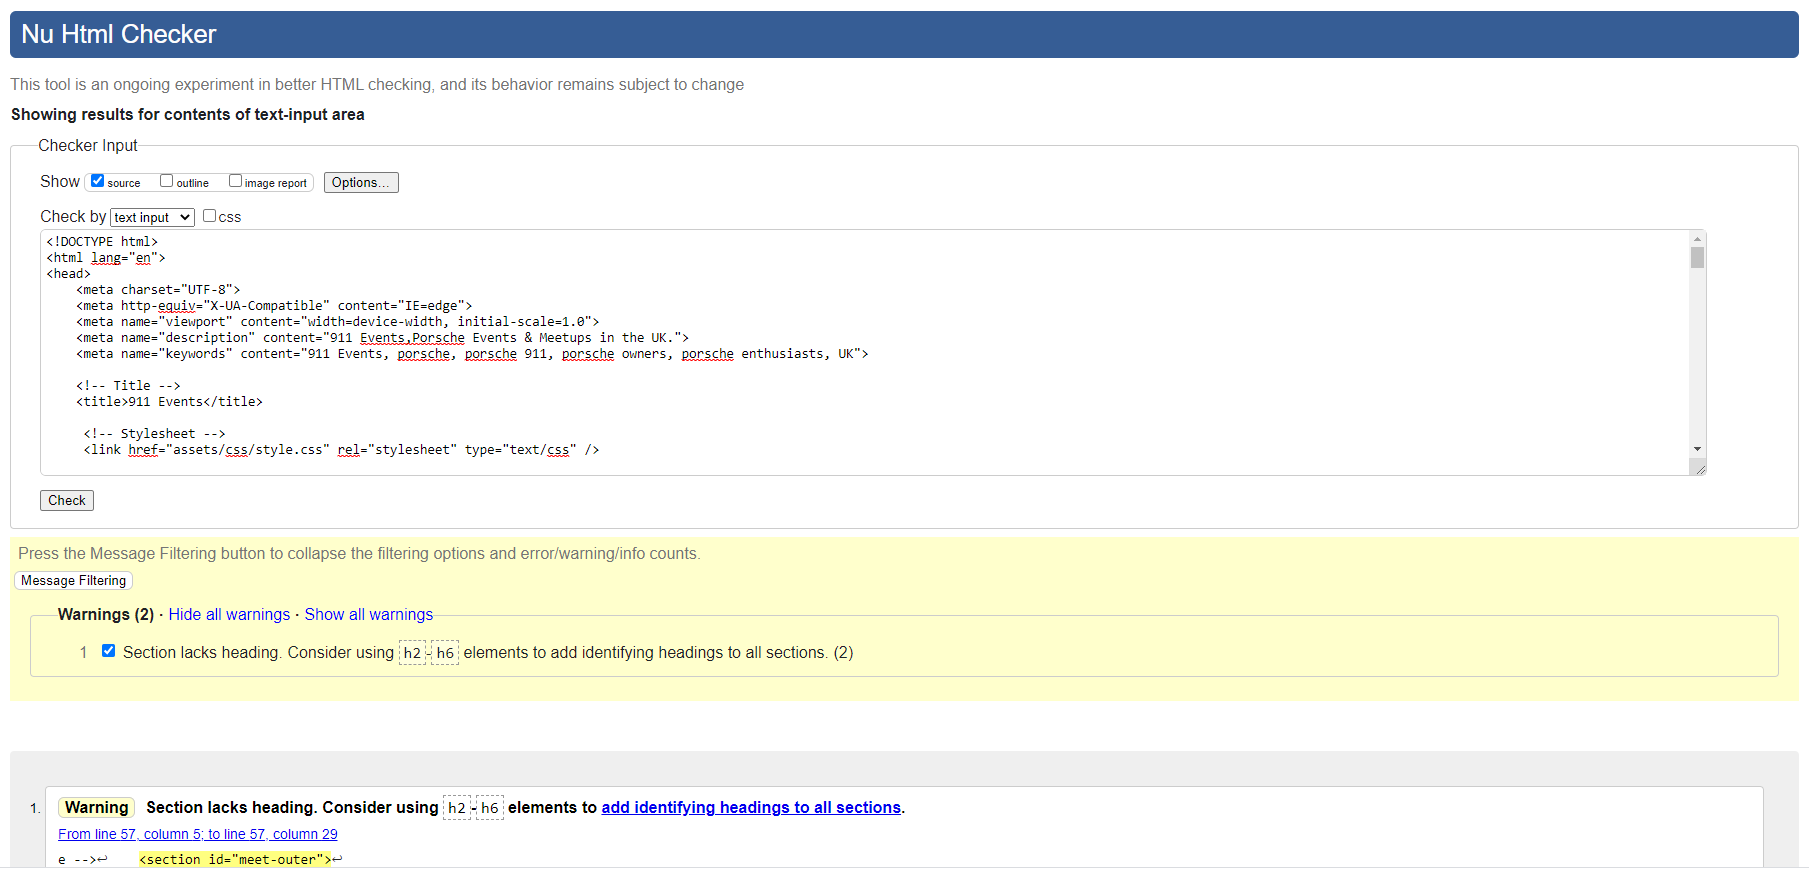 Nu Html Checker
This tool is an ongoing experiment in better HTML checking, and its behavior remains subject to change
Showing results for contents of text-input area
Checker Input
Show source outline image report Options...
Check by text input css
<!DOCTYPE html>
<html lang="en">
<head>
    <meta charset="UTF-8">
    <meta http-equiv="X-UA-Compatible" content="IE=edge">
    <meta name="viewport" content="width=device-width, initial-scale=1.0">
    <meta name="description" content="911 Events,Porsche Events & Meetups in the UK.">
    <meta name="keywords" content="911 Events, porsche, porsche 911, porsche owners, porsche enthusiasts, UK">
    <!-- Title -->
    <title>911 Events</title>
     <!-- Stylesheet -->
     <link href="assets/css/style.css" rel="stylesheet" type="text/css" />
Check
Press the Message Filtering button to collapse the filtering options and error/warning/info counts.
Message Filtering
Warnings (2) · Hide all warnings · Show all warnings
1 Section lacks heading. Consider using h2-h6 elements to add identifying headings to all sections. (2)
1. Warning Section lacks heading. Consider using h2-h6 elements to add identifying headings to all sections.
From line 57, column 5; to line 57, column 29
e -->↩    <section id="meet-outer">↩